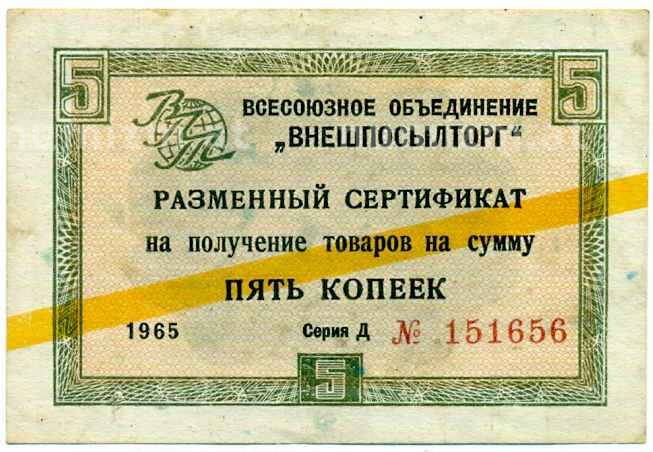 5 5
ВПТ
ВСЕСОЮЗНОЕ ОБЪЕДИНЕНИЕ
„ВНЕШПОСЫЛТОРГ“
РАЗМЕННЫЙ СЕРТИФИКАТ
на получение товаров на сумму
ПЯТЬ КОПЕЕК
1965 Серия Д № 151656
5